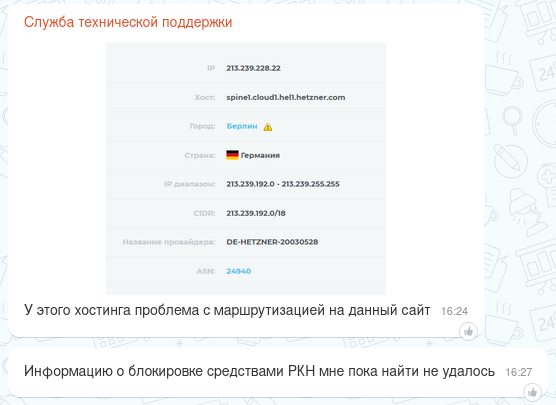 Служба технической поддержки
IP 213.239.228.22
Хост: spine1.cloud1.hel1.hetzner.com
Город: Берлин
Страна: Германия
IP диапазон: 213.239.192.0 - 213.239.255.255
CIDR: 213.239.192.0/18
Название провайдера: DE-HETZNER-20030528
ASN: 24940
У этого хостинга проблема с маршрутизацией на данный сайт 16:24
Информацию о блокировке средствами РКН мне пока найти не удалось 16:27